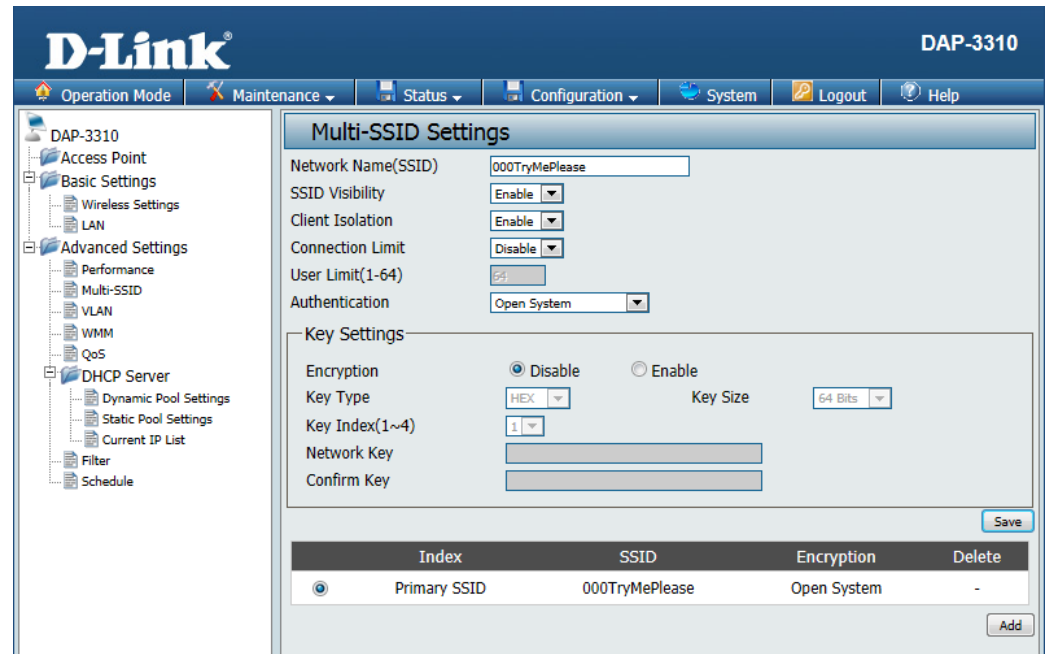 D-Link®
DAP-3310
Operation Mode Maintenance Status Configuration System Logout Help
DAP-3310
Access Point
Basic Settings
Wireless Settings
LAN
Advanced Settings
Performance
Multi-SSID
VLAN
WMM
QoS
DHCP Server
Dynamic Pool Settings
Static Pool Settings
Current IP List
Filter
Schedule
Multi-SSID Settings
Network Name(SSID) 000TryMePlease
SSID Visibility Enable
Client Isolation Enable
Connection Limit Disable
User Limit(1-64) 64
Authentication Open System
Key Settings
Encryption Disable Enable
Key Type HEX Key Size 64 Bits
Key Index(1~4) 1
Network Key
Confirm Key
Save
Index SSID Encryption Delete
Primary SSID 000TryMePlease Open System -
Add